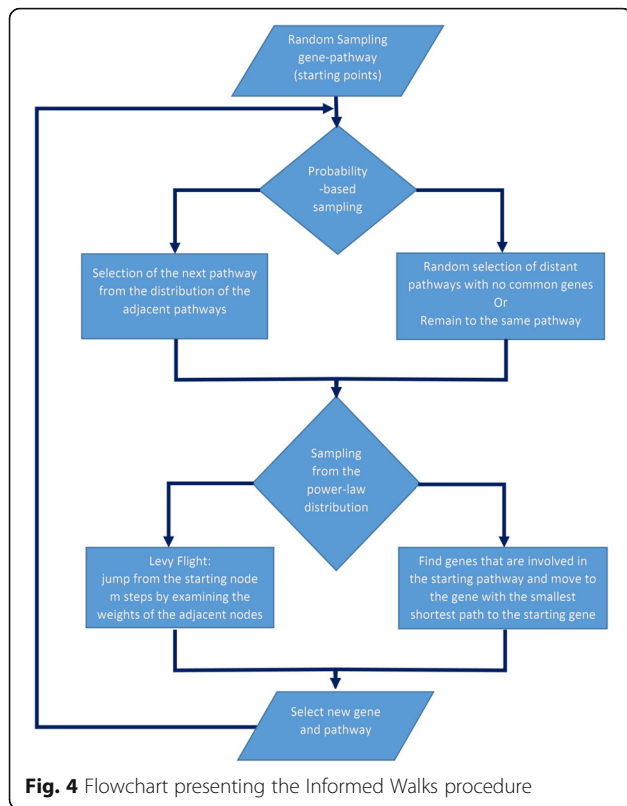 Random Sampling
gene-pathway
(starting points)
Probability
-based
sampling
Selection of the next pathway
from the distribution of the
adjacent pathways
Random selection of distant
pathways with no common genes
Or
Remain to the same pathway
Sampling
from the
power-law
distribution
Levy Flight:
jump from the starting node
m steps by examining the
weights of the adjacent nodes
Find genes that are involved in
the starting pathway and move to
the gene with the smallest
shortest path to the starting gene
Select new gene
and pathway
Fig. 4 Flowchart presenting the Informed Walks procedure